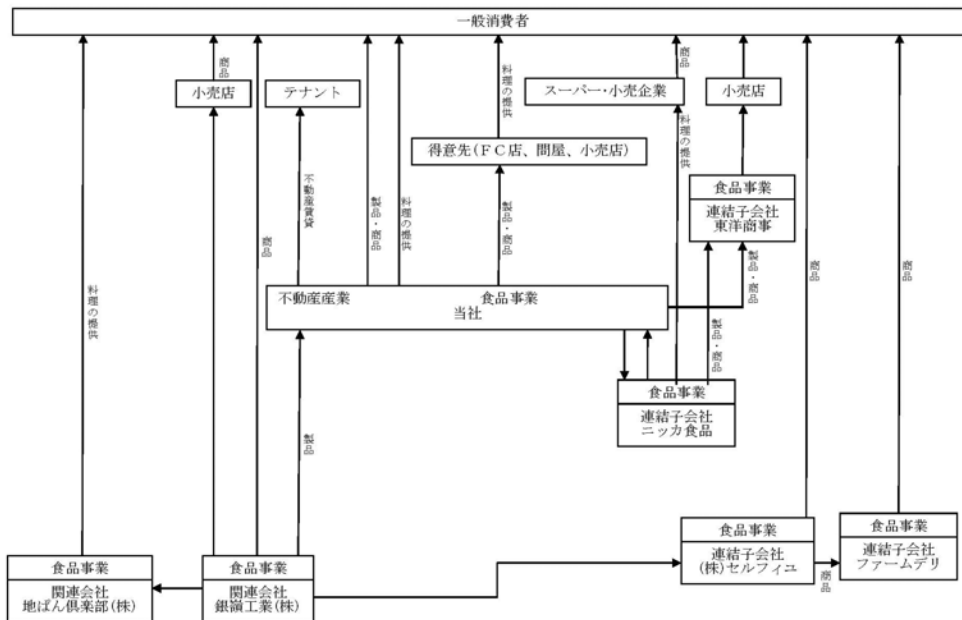 一般消費者
商品
小売店
テナント
料理の提供
スーパー・小売企業
商品
小売店
得意先(ＦＣ店、問屋、小売店)
料理の提供
食品事業
連結子会社
東洋商事
不動産賃貸
商品
製品・商品
料理の提供
製品・商品
料理の提供
不動産産業
食品事業
当社
製品・商品
製品・商品
商品
商品
食品事業
連結子会社
ニッカ食品
製品
食品事業
連結子会社
(株)セルフィユ
商品
食品事業
連結子会社
ファームデリ
食品事業
関連会社
地ぱん倶楽部(株)
食品事業
関連会社
銀嶺工業(株)